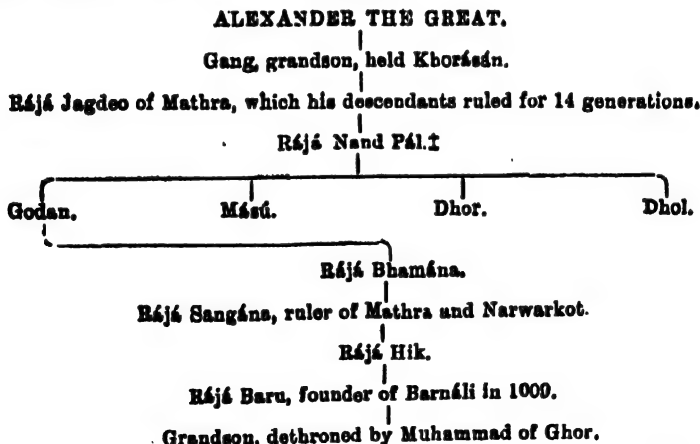 ALEXANDER THE GREAT.
Gang, grandson, held Khorásán.
Rájá Jagdeo of Mathra, which his descendants ruled for 14 generations.
Rájá Nand Pál.‡
Godan. Mású. Dhor. Dhol.
Rájá Bhamána.
Rájá Sangána, ruler of Mathra and Narwarkot.
Rájá Hik.
Rájá Baru, founder of Barnáli in 1000.
Grandson, dethroned by Muhammad of Ghor.